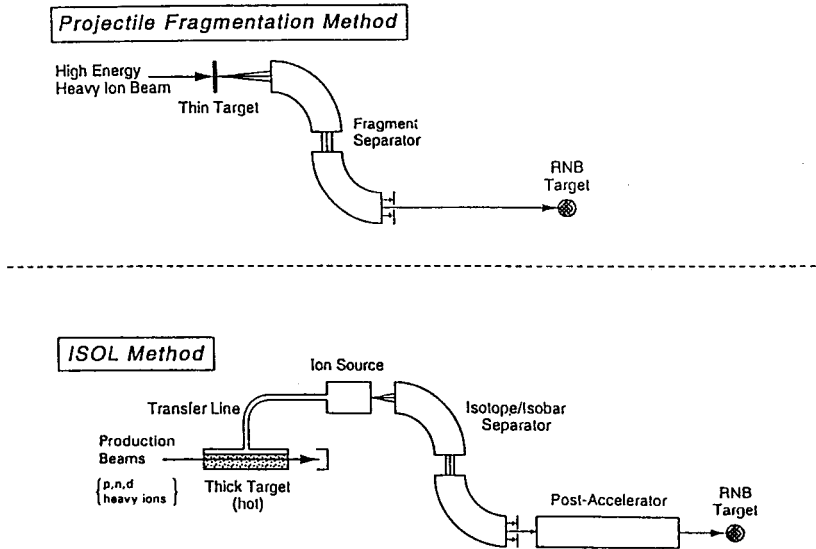 Projectile Fragmentation Method
High Energy
Heavy Ion Beam
Thin Target
Fragment
Separator
RNB
Target
ISOL Method
Ion Source
Transfer Line
Isotope/Isobar
Separator
Production
Beams
{p,n,d
heavy ions}
Thick Target
(hot)
Post-Accelerator
RNB
Target